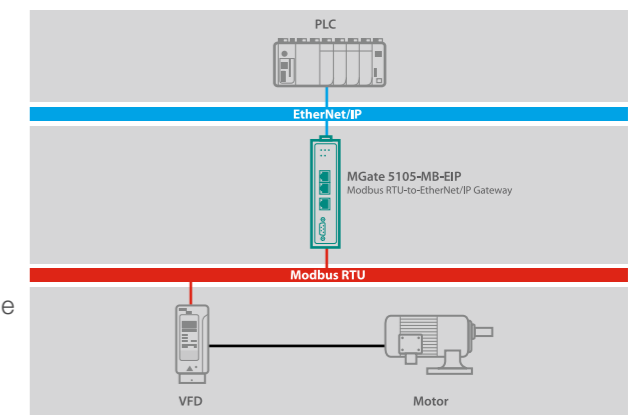 PLC
EtherNet/IP
MGate 5105-MB-EIP
Modbus RTU-to-EtherNet/IP Gateway
Modbus RTU
e
VFD
Motor